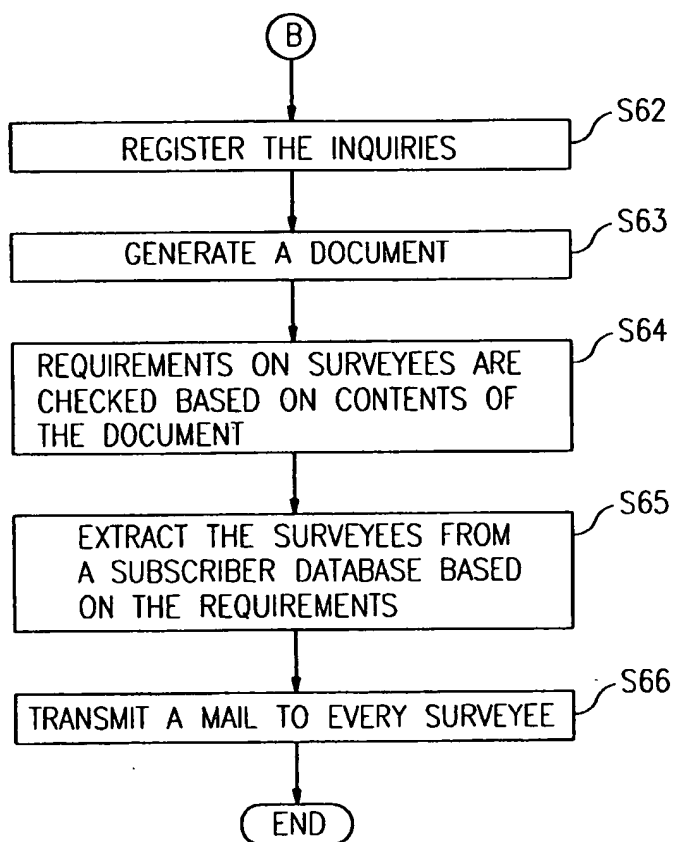 B
S62
REGISTER THE INQUIRIES
S63
GENERATE A DOCUMENT
S64
REQUIREMENTS ON SURVEYEES ARE
CHECKED BASED ON CONTENTS OF
THE DOCUMENT
S65
EXTRACT THE SURVEYEES FROM
A SUBSCRIBER DATABASE BASED
ON THE REQUIREMENTS
S66
TRANSMIT A MAIL TO EVERY SURVEYEE
END